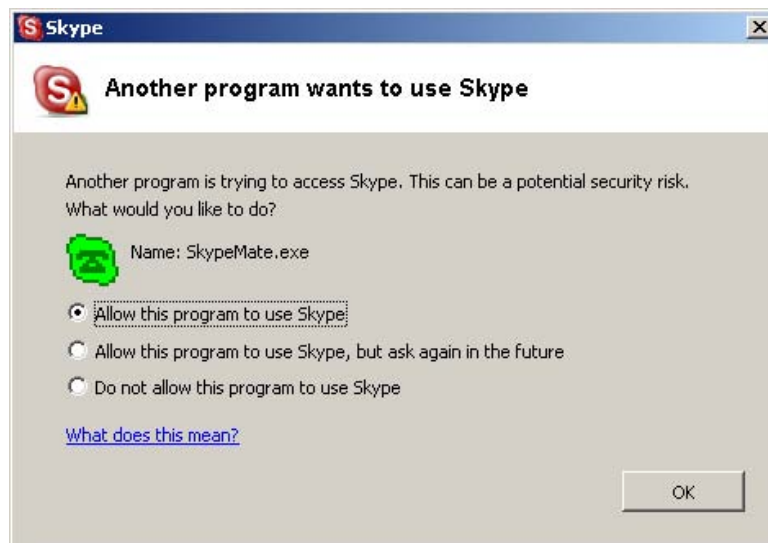 Skype
Another program wants to use Skype
Another program is trying to access Skype. This can be a potential security risk.
What would you like to do?
Name: SkypeMate.exe
Allow this program to use Skype
Allow this program to use Skype, but ask again in the future
Do not allow this program to use Skype
What does this mean?
OK